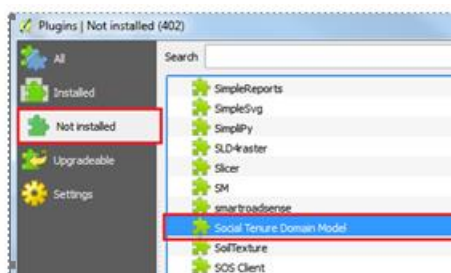 Plugins | Not installed (402)
All
Installed
Not installed
Upgradeable
Settings
Search
SimpleReports
SimpleSvg
SimpliPy
SLD4raster
Slicer
SM
smartroadsense
Social Tenure Domain Model
SoilTexture
SOS Client